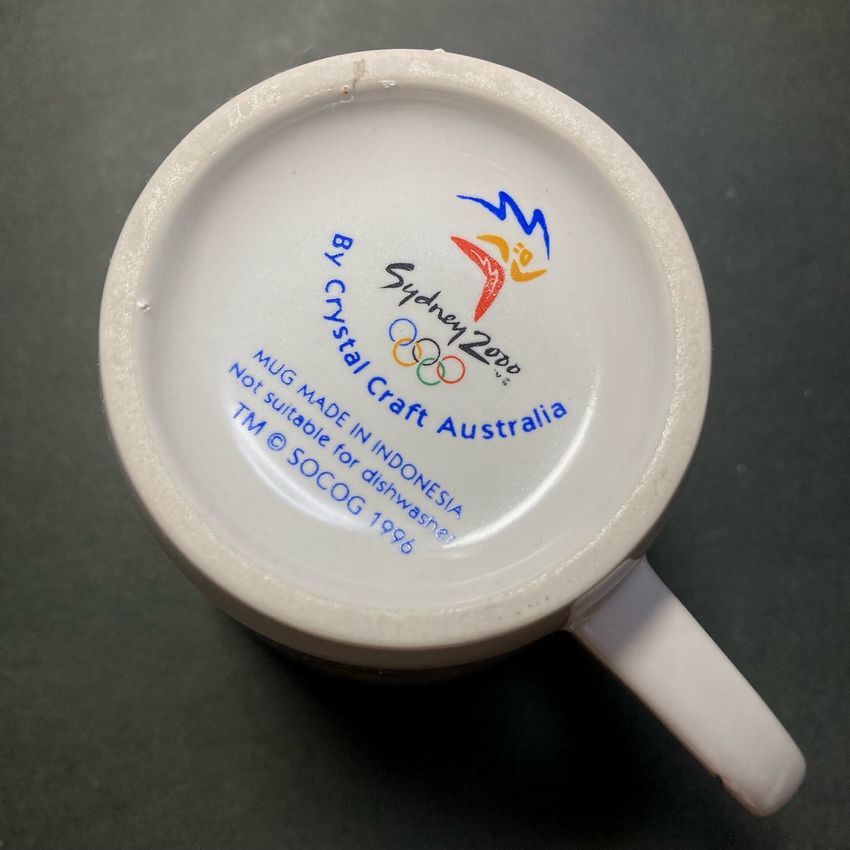 Sydney 2000
By Crystal Craft Australia
MUG MADE IN INDONESIA
Not suitable for dishwasher
TM © SOCOG 1996